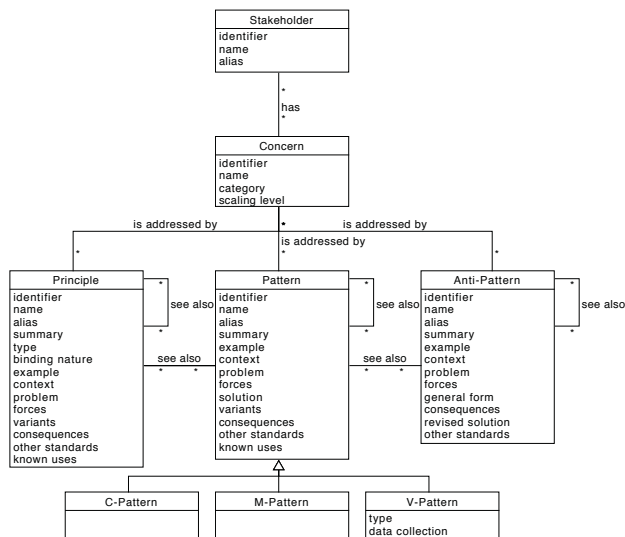 Stakeholder
identifier
name
alias
*
has
*
Concern
identifier
name
category
scaling level
is addressed by
*
is addressed by
is addressed by
*
*
*
Principle
identifier
name
alias
summary
type
binding nature
example
context
problem
forces
variants
consequences
other standards
known uses
*
see also
*
see also
*
*
Pattern
identifier
name
alias
summary
example
context
problem
forces
solution
variants
consequences
other standards
known uses
*
see also
*
see also
*
*
Anti-Pattern
identifier
name
alias
summary
example
context
problem
forces
general form
consequences
revised solution
other standards
*
see also
*
C-Pattern
M-Pattern
V-Pattern
type
data collection